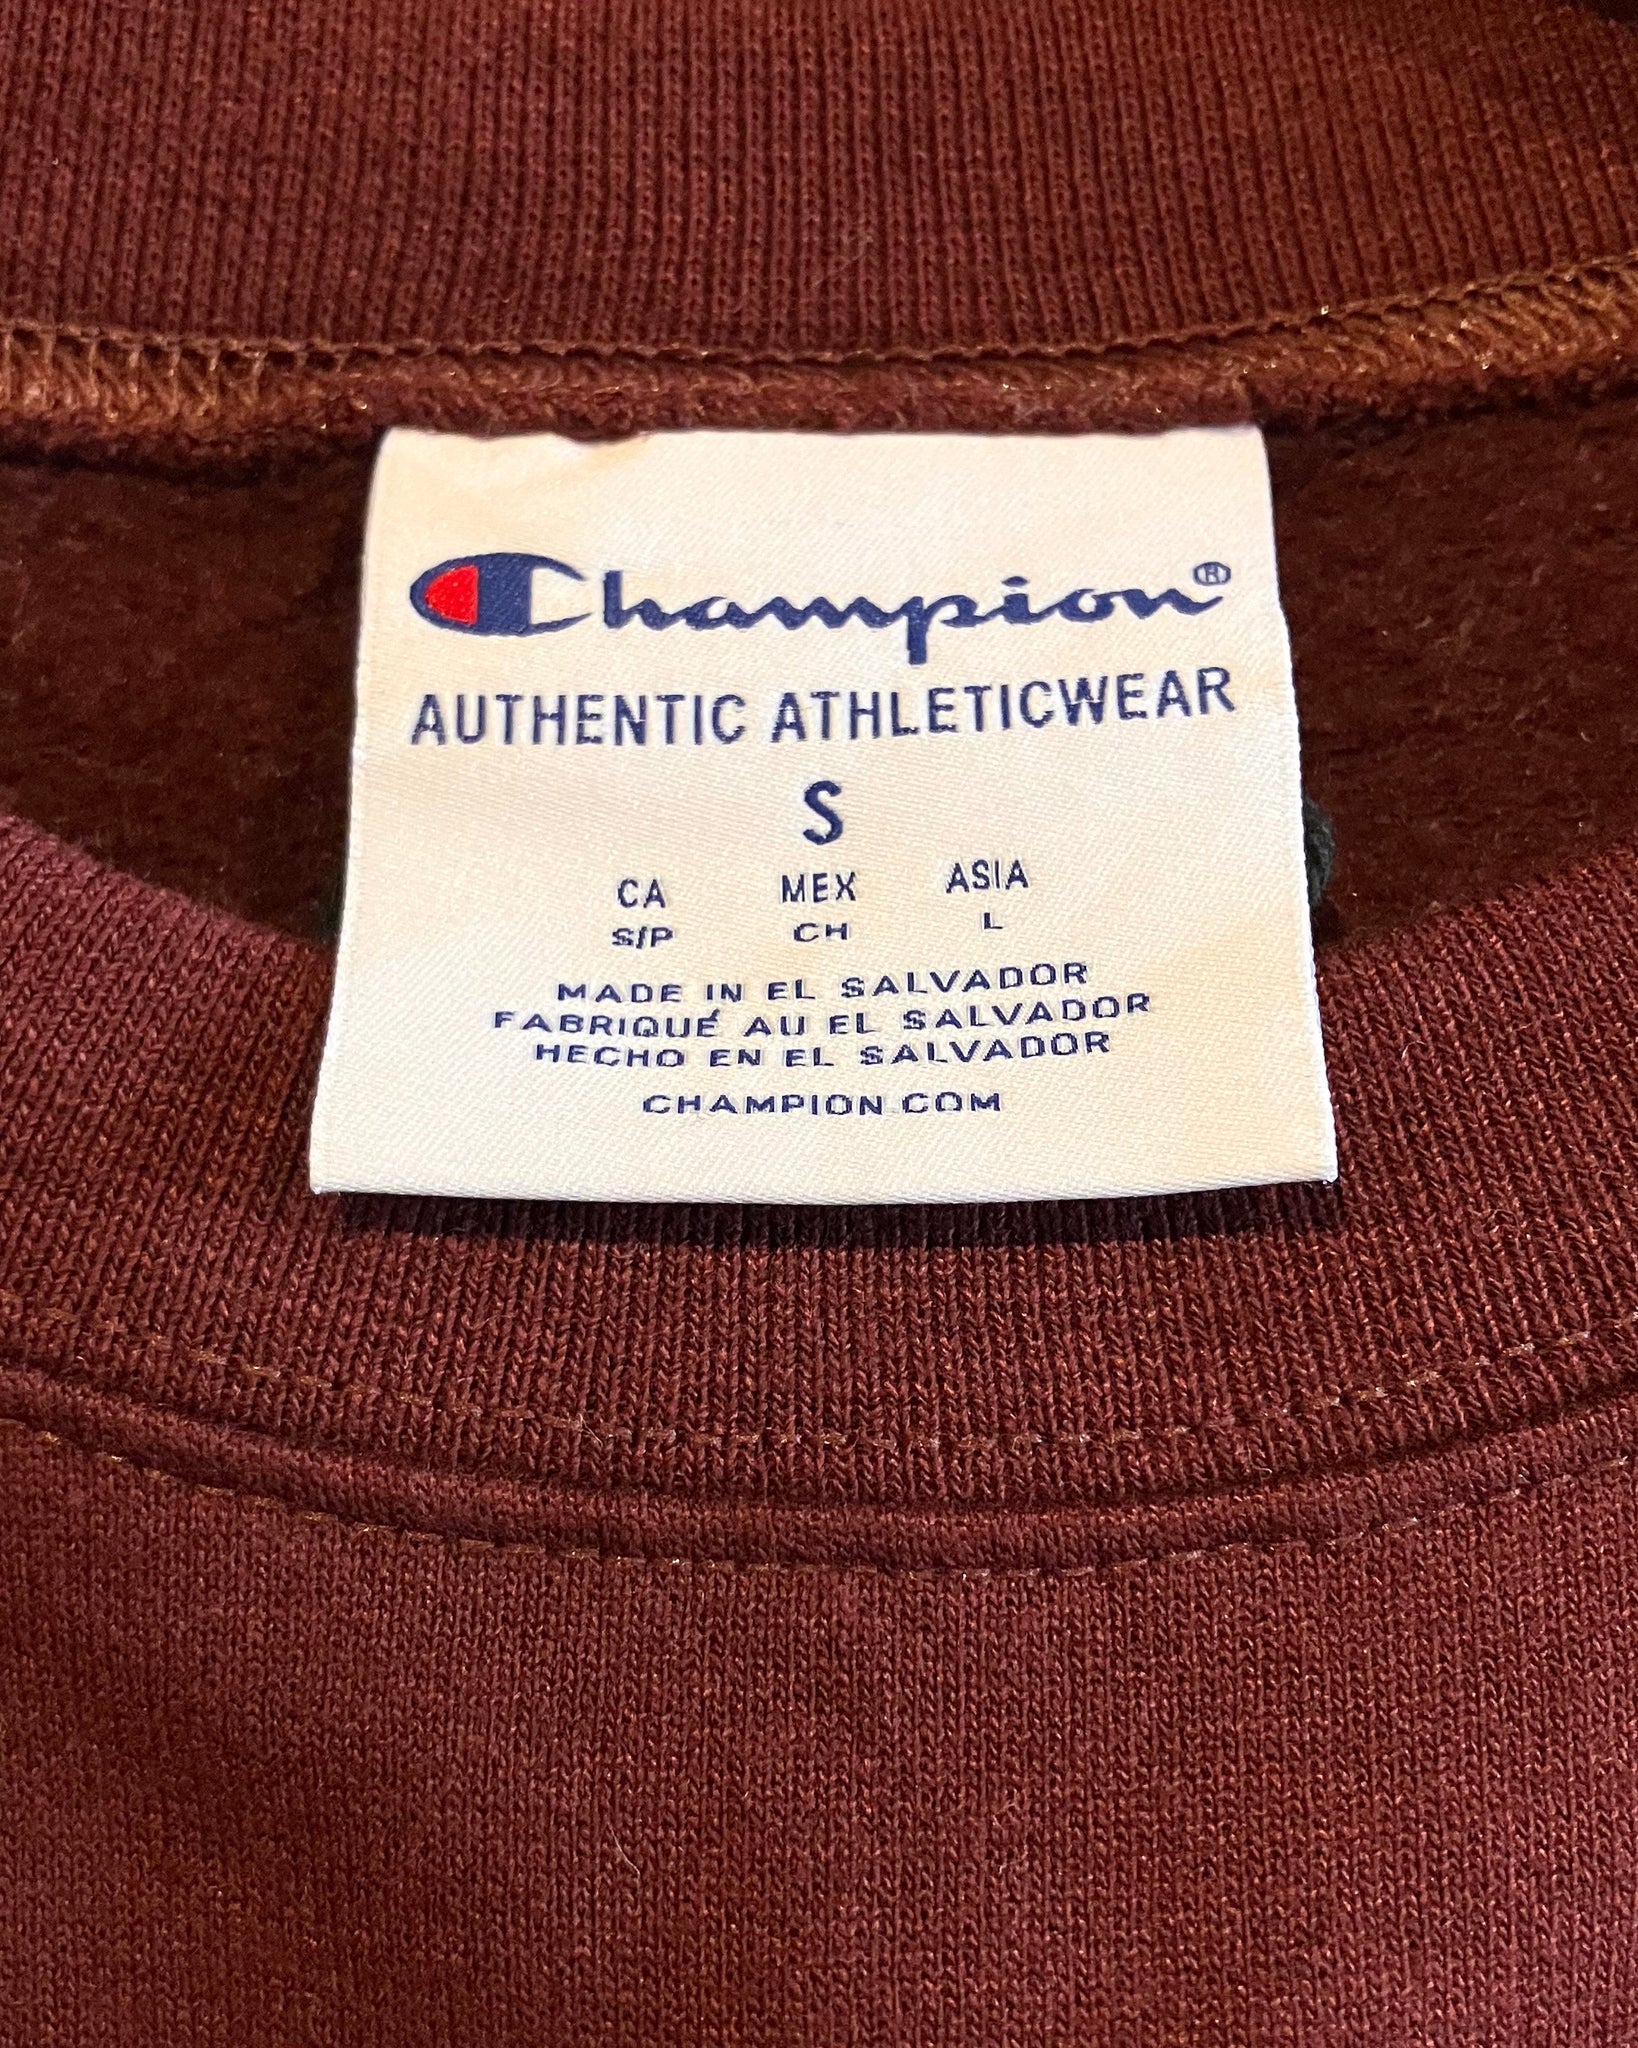 Champion®
AUTHENTIC ATHLETICWEAR
S
CA MEX ASIA
S/P CH L
MADE IN EL SALVADOR
FABRIQUÉ AU EL SALVADOR
HECHO EN EL SALVADOR
CHAMPION.COM